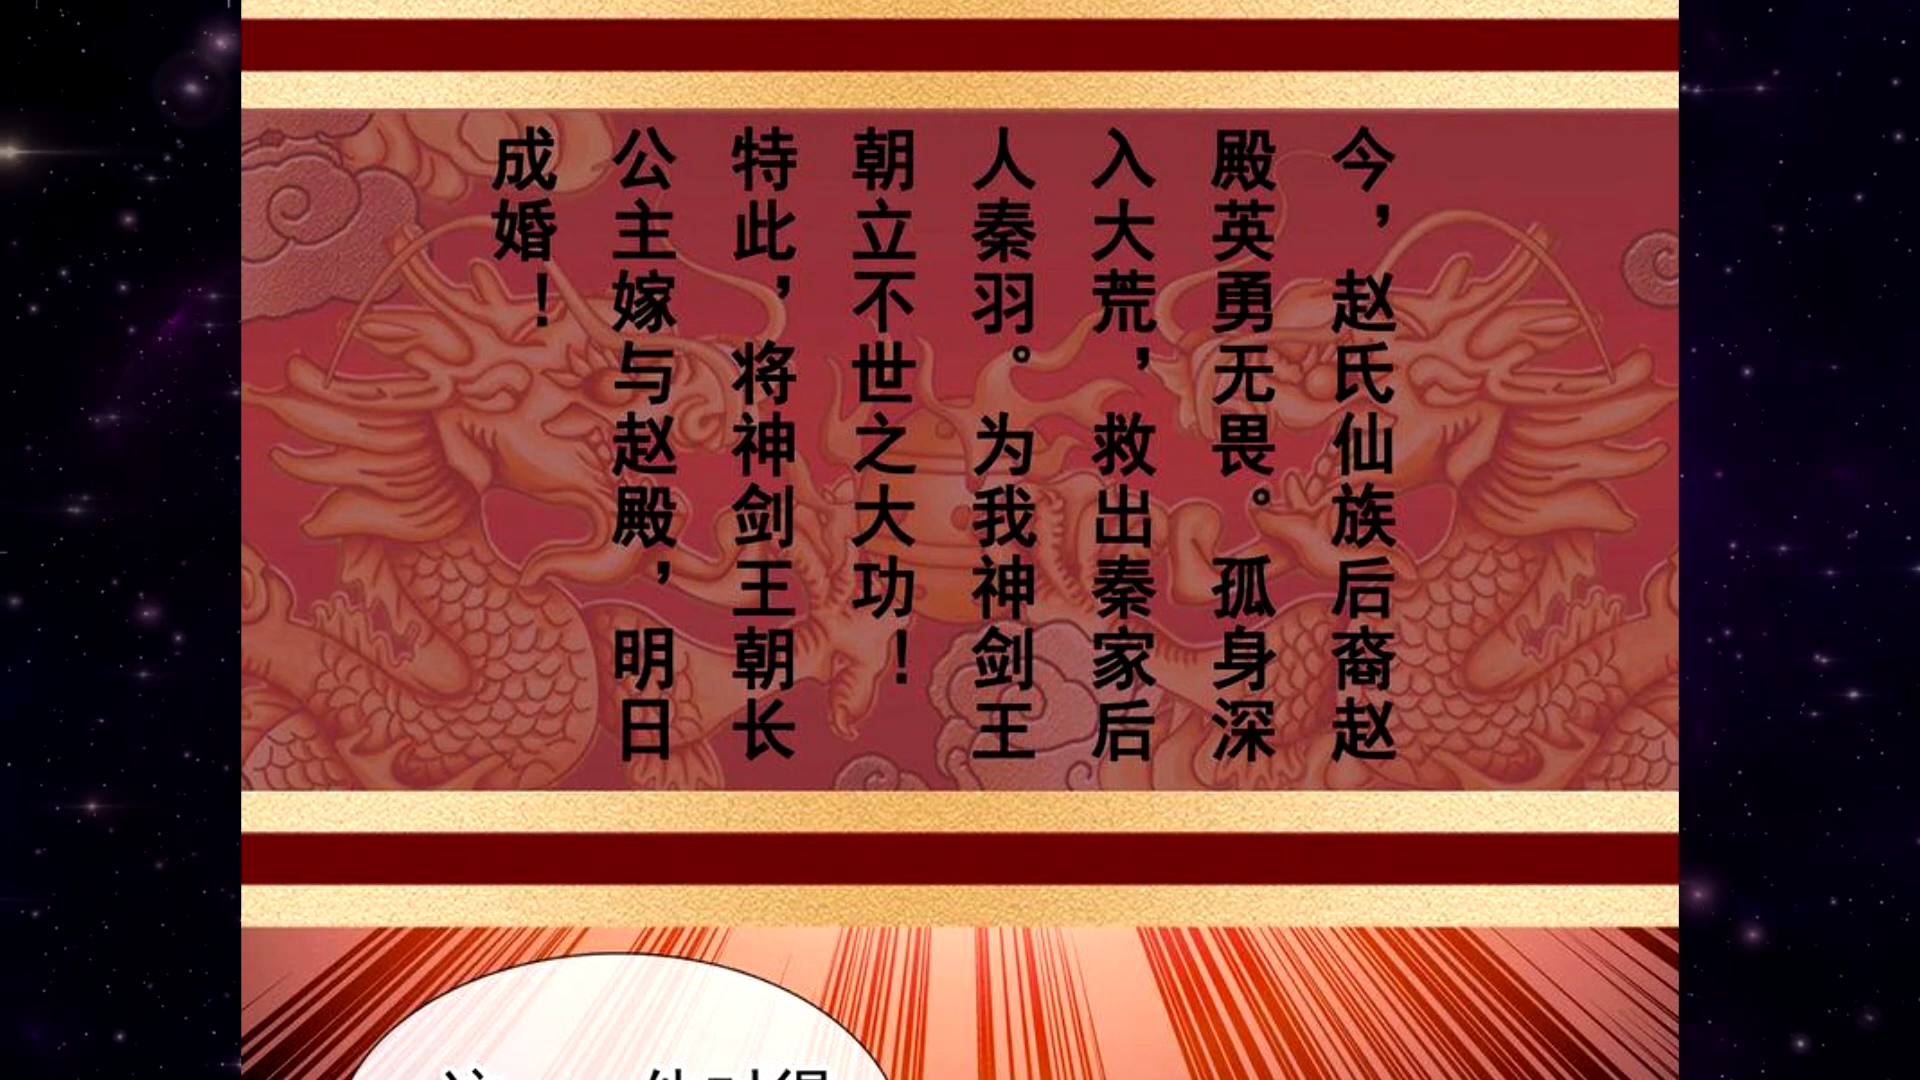 今，赵氏仙族后裔赵
殿英勇无畏。孤身深
入大荒，救出秦家后
人秦羽。为我神剑王
朝立不世之大功！
特此，将神剑王朝长
公主嫁与赵殿，明日
成婚！